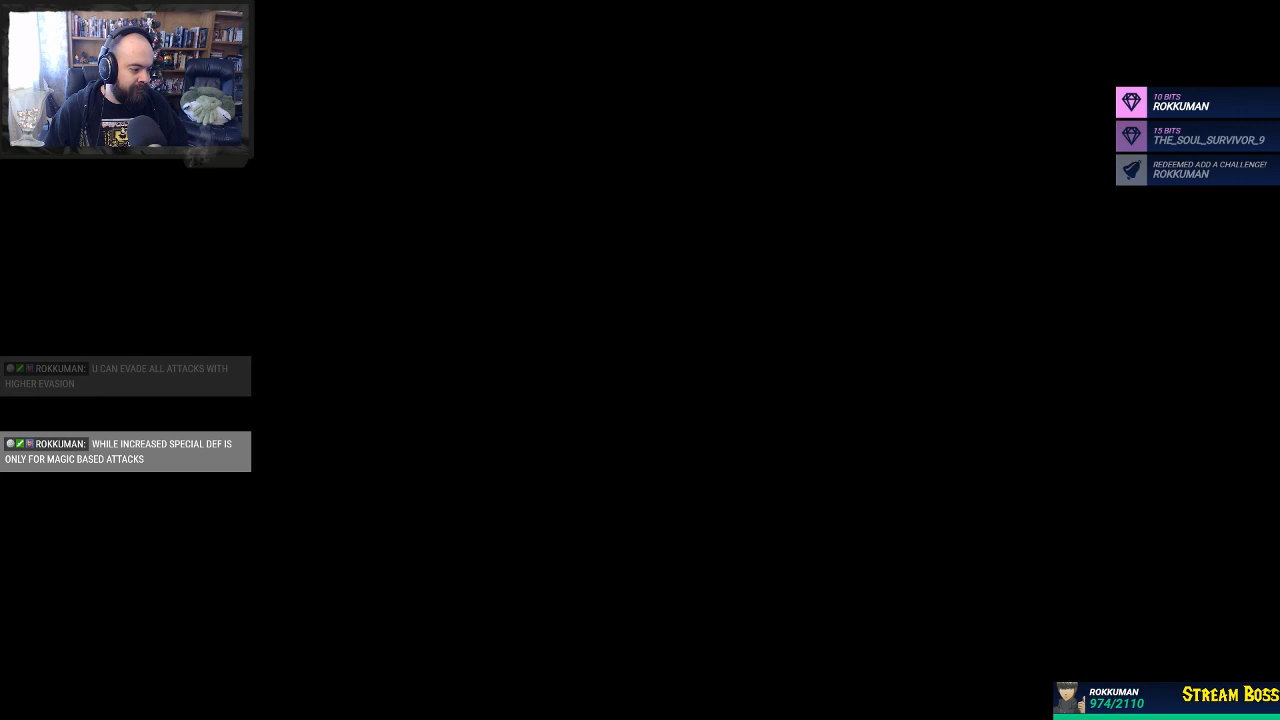 10 BITS
ROKKUMAN
15 BITS
THE_SOUL_SURVIVOR_9
REDEEMED ADD A CHALLENGE!
ROKKUMAN
ROKKUMAN: U CAN EVADE ALL ATTACKS WITH
HIGHER EVASION
ROKKUMAN: WHILE INCREASED SPECIAL DEF IS
ONLY FOR MAGIC BASED ATTACKS
ROKKUMAN
974/2110
STREAM BOSS